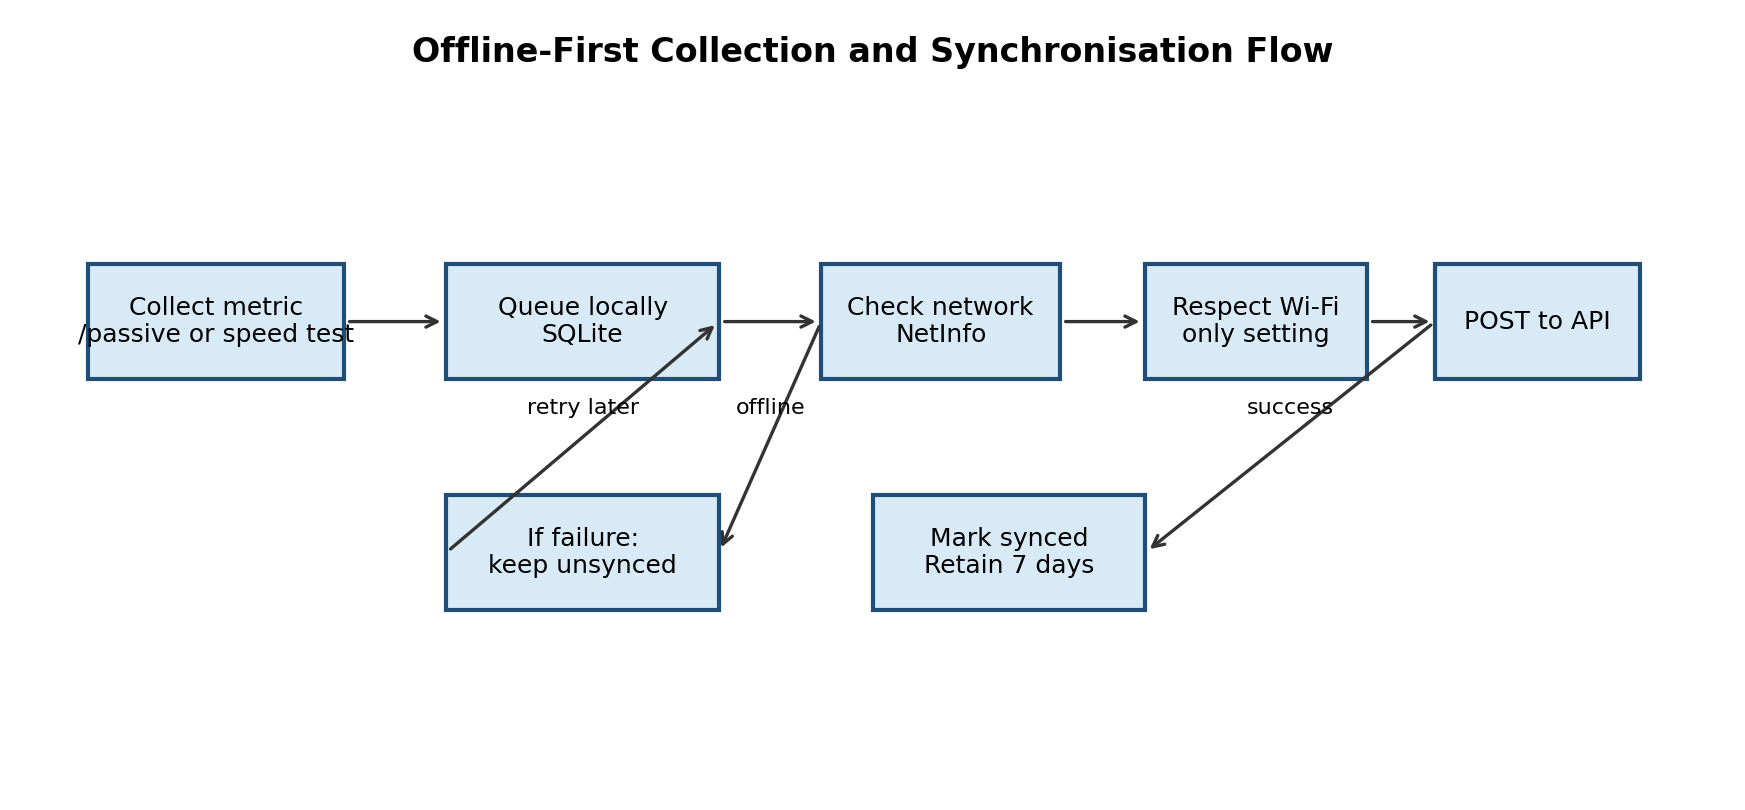 Offline-First Collection and Synchronisation Flow
Collect metric
/passive or speed test
Queue locally
SQLite
Check network
NetInfo
Respect Wi-Fi
only setting
POST to API
retry later
offline
success
If failure:
keep unsynced
Mark synced
Retain 7 days